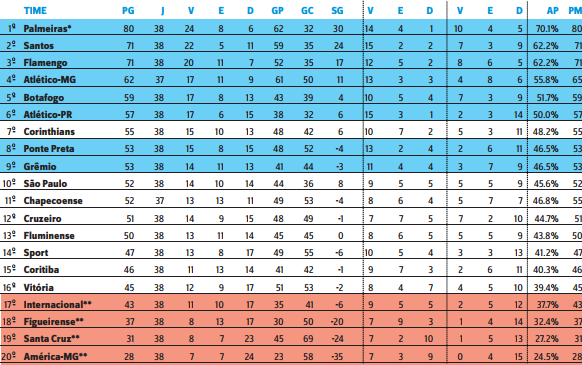 TIME PG J V E D GP GC SG V E D V E D AP PM
1º Palmeiras* 80 38 24 8 6 62 32 30 14 4 1 10 4 5 70.1% 80
2º Santos 71 38 22 5 11 59 35 24 15 2 2 7 3 9 62.2% 71
3º Flamengo 71 38 20 11 7 52 35 17 12 5 2 8 6 5 62.2% 71
4º Atlético-MG 62 37 17 11 9 61 50 11 13 3 3 4 8 6 55.8% 65
5º Botafogo 59 38 17 8 13 43 39 4 10 5 4 7 3 9 51.7% 59
6º Atlético-PR 57 38 17 6 15 38 32 6 15 3 1 2 3 14 50.0% 57
7º Corinthians 55 38 15 10 13 48 42 6 10 7 2 5 3 11 48.2% 55
8º Ponte Preta 53 38 15 8 15 48 52 -4 13 2 4 2 6 11 46.5% 53
9º Grêmio 53 38 14 11 13 41 44 -3 11 4 4 3 7 9 46.5% 53
10º São Paulo 52 38 14 10 14 44 36 8 9 5 5 5 5 9 45.6% 52
11º Chapecoense 52 37 13 13 11 49 53 -4 8 6 4 5 7 7 46.8% 55
12º Cruzeiro 51 38 14 9 15 48 49 -1 7 7 5 7 2 10 44.7% 51
13º Fluminense 50 38 13 11 14 45 45 0 8 6 5 5 5 9 43.8% 50
14º Sport 47 38 13 8 17 49 55 -6 10 5 4 3 3 13 41.2% 47
15º Coritiba 46 38 11 13 14 41 42 -1 9 7 3 2 6 11 40.3% 46
16º Vitória 45 38 12 9 17 51 53 -2 8 4 7 4 5 10 39.4% 45
17º Internacional** 43 38 11 10 17 35 41 -6 9 5 5 2 5 12 37.7% 43
18º Figueirense** 37 38 8 13 17 30 50 -20 7 9 3 1 4 14 32.4% 37
19º Santa Cruz** 31 38 8 7 23 45 69 -24 7 2 10 1 5 13 27.2% 31
20º América-MG** 28 38 7 7 24 23 58 -35 7 3 9 0 4 15 24.5% 28